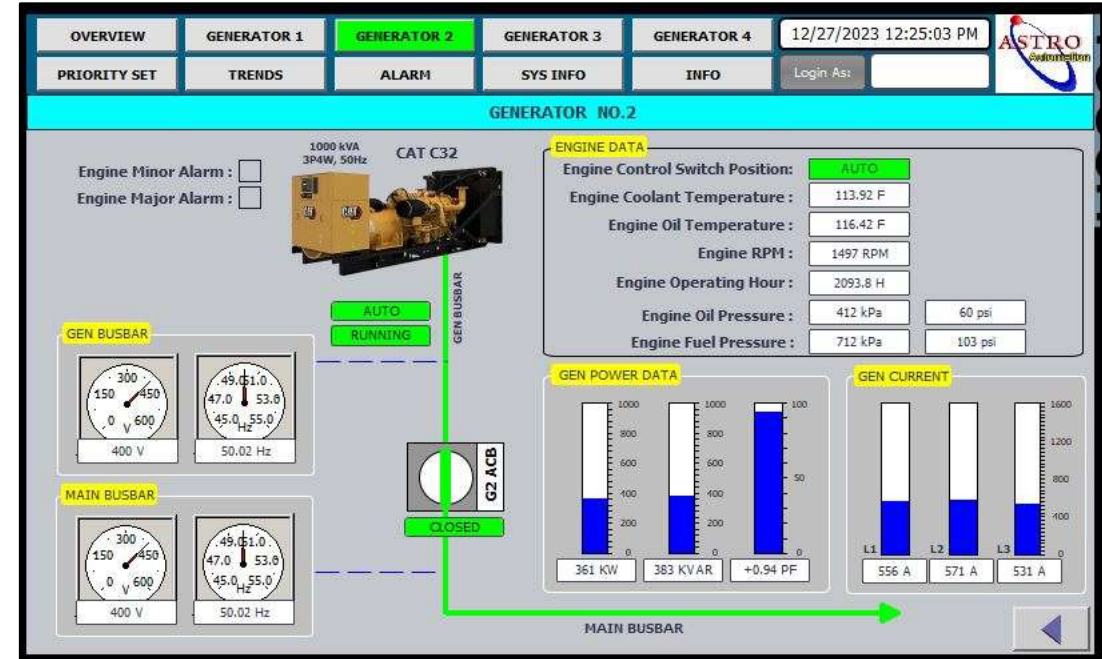 OVERVIEW
GENERATOR 1
GENERATOR 2
GENERATOR 3
GENERATOR 4
12/27/2023 12:25:03 PM
ASTRO
Automation
PRIORITY SET
TRENDS
ALARM
SYS INFO
INFO
Login As:
GENERATOR NO.2
Engine Minor Alarm :
Engine Major Alarm :
1000 kVA
3P4W, 50Hz
CAT C32
CAT
GEN BUSBAR
AUTO
RUNNING
ENGINE DATA
Engine Control Switch Position: AUTO
Engine Coolant Temperature : 113.92 F
Engine Oil Temperature : 116.42 F
Engine RPM : 1497 RPM
Engine Operating Hour : 2093.8 H
Engine Oil Pressure : 412 kPa 60 psi
Engine Fuel Pressure : 712 kPa 103 psi
GEN BUSBAR
0 150 300 450 600
V
400 V
45.0 47.0 49.0 51.0 53.0 55.0
Hz
50.02 Hz
G2 ACB
CLOSED
MAIN BUSBAR
0 150 300 450 600
V
400 V
45.0 47.0 49.0 51.0 53.0 55.0
Hz
50.02 Hz
GEN POWER DATA
1000
800
600
400
200
0
361 KW
1000
800
600
400
200
0
383 KVAR
100
50
0
+0.94 PF
GEN CURRENT
1600
1200
800
400
0
L1
L2
L3
556 A
571 A
531 A
MAIN BUSBAR